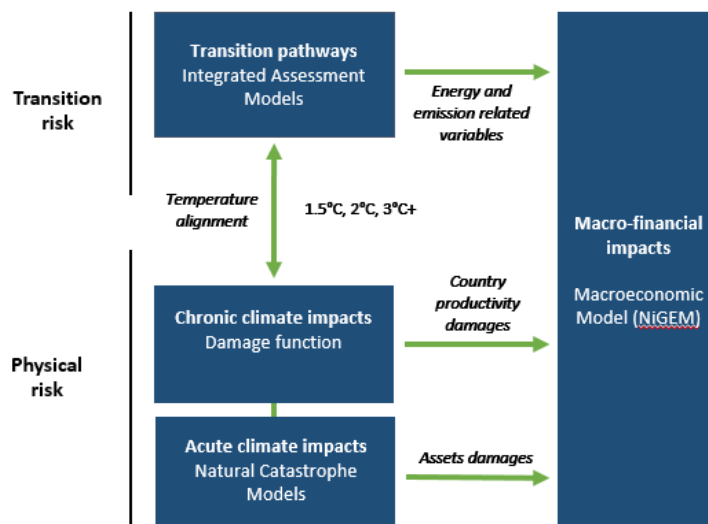 Transition
risk
Transition pathways
Integrated Assessment
Models
Energy and
emission related
variables
Temperature
alignment
1.5°C, 2°C, 3°C+
Macro-financial
impacts
Macroeconomic
Model (NiGEM)
Physical
risk
Chronic climate impacts
Damage function
Country
productivity
damages
Acute climate impacts
Natural Catastrophe
Models
Assets damages